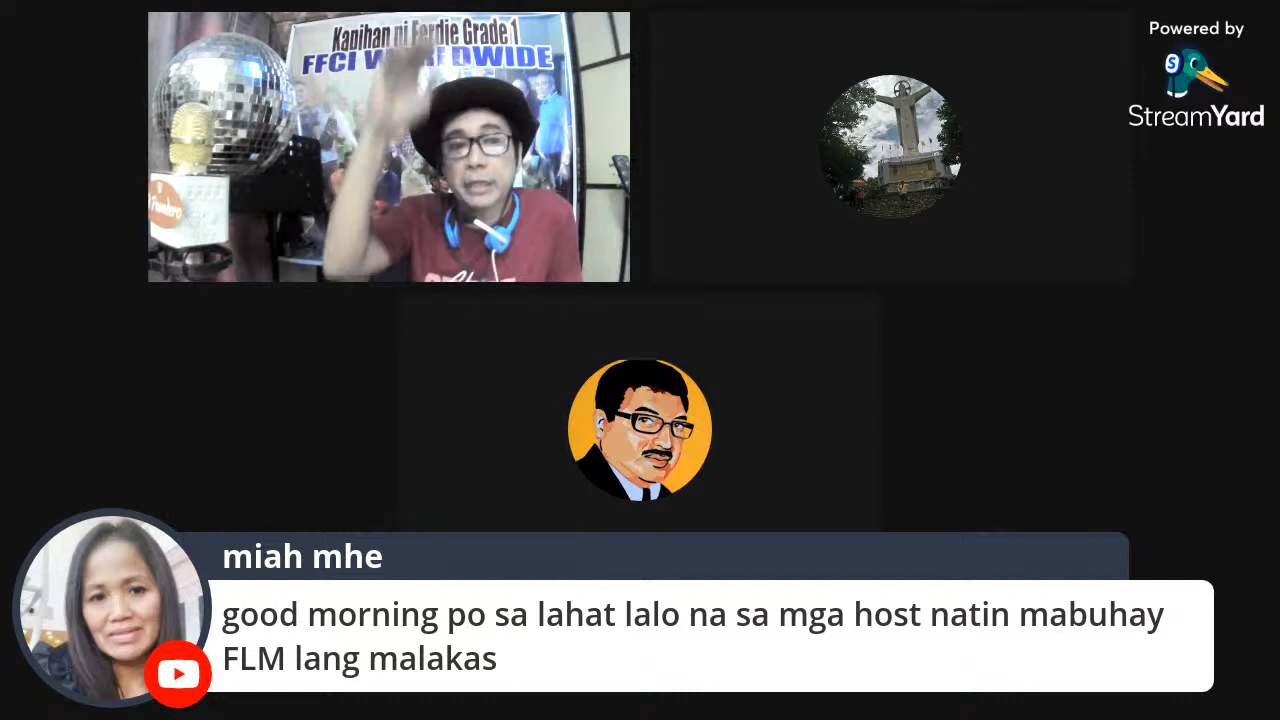 Kapihan ni Ferdie Grade 1
FFCI WORLDWIDE
Powered by
S
StreamYard
miah mhe
good morning po sa lahat lalo na sa mga host natin mabuhay
FLM lang malakas